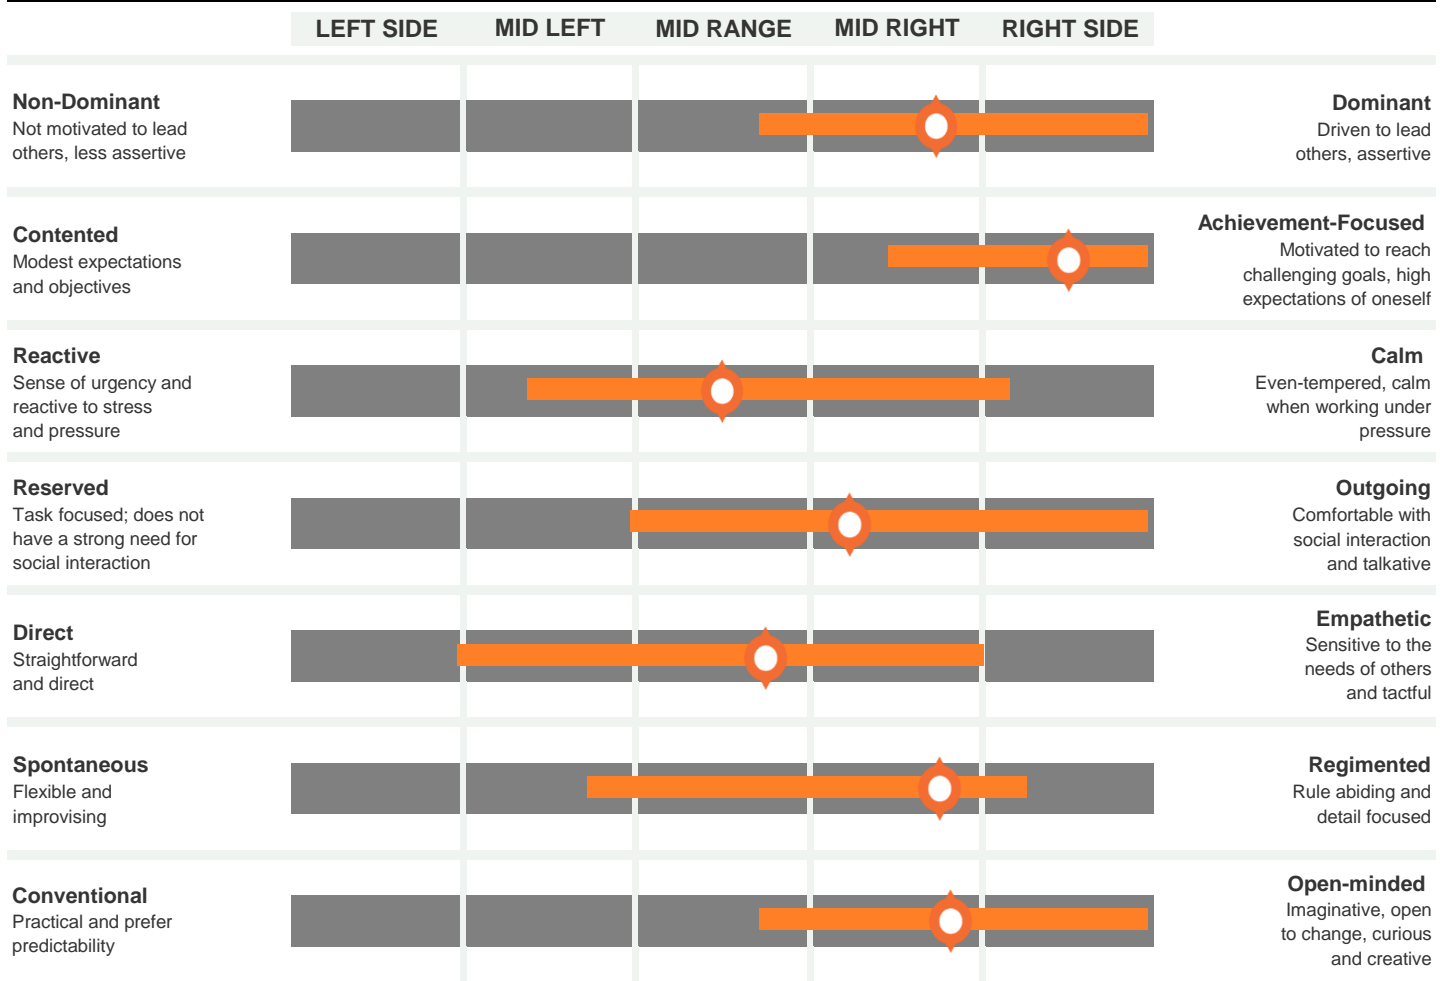 LEFT SIDE MID LEFT MID RANGE MID RIGHT RIGHT SIDE
Non-Dominant
Not motivated to lead
others, less assertive
Dominant
Driven to lead
others, assertive
Contented
Modest expectations
and objectives
Achievement-Focused
Motivated to reach
challenging goals, high
expectations of oneself
Reactive
Sense of urgency and
reactive to stress
and pressure
Calm
Even-tempered, calm
when working under
pressure
Reserved
Task focused; does not
have a strong need for
social interaction
Outgoing
Comfortable with
social interaction
and talkative
Direct
Straightforward
and direct
Empathetic
Sensitive to the
needs of others
and tactful
Spontaneous
Flexible and
improvising
Regimented
Rule abiding and
detail focused
Conventional
Practical and prefer
predictability
Open-minded
Imaginative, open
to change, curious
and creative